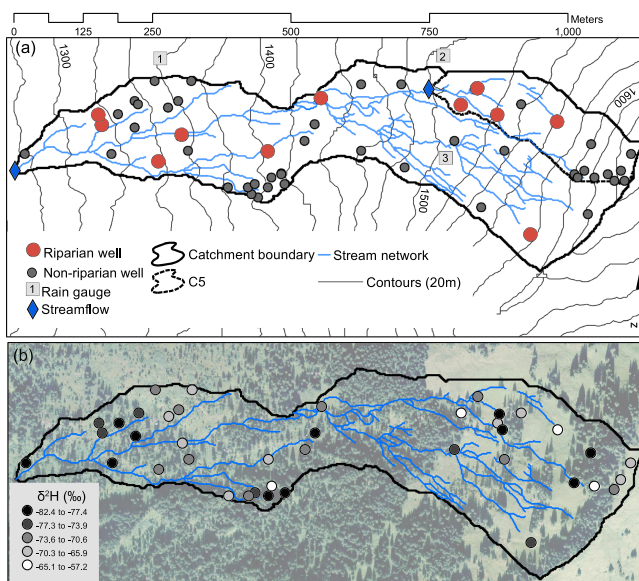 0 125 250 500 750 1,000 Meters
(a)
1300
1
1400
2
1600
3
1500
Riparian well
Non-riparian well
1 Rain gauge
Streamflow
Catchment boundary
C5
Stream network
Contours (20m)
z
(b)
δ²H (‰)
-82.4 to -77.4
-77.3 to -73.9
-73.6 to -70.6
-70.3 to -65.9
-65.1 to -57.2